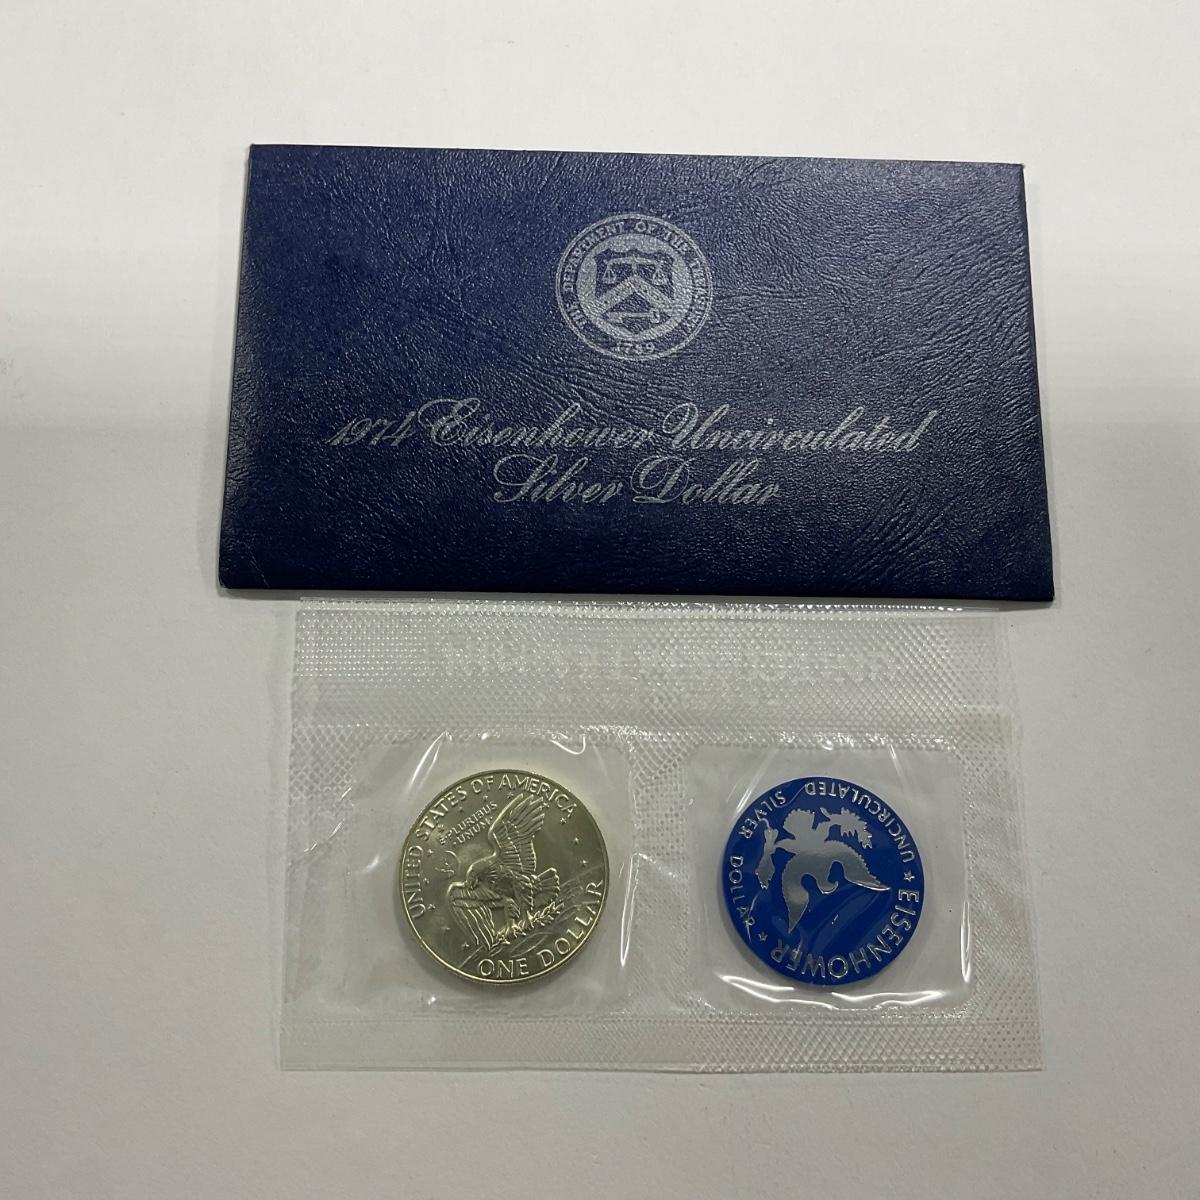 THE DEPARTMENT OF THE TREASURY
1789
1974 Eisenhower Uncirculated
Silver Dollar
UNITED STATES OF AMERICA
E PLURIBUS
UNUM
ONE DOLLAR
EISENHOWER
UNCIRCULATED SILVER DOLLAR